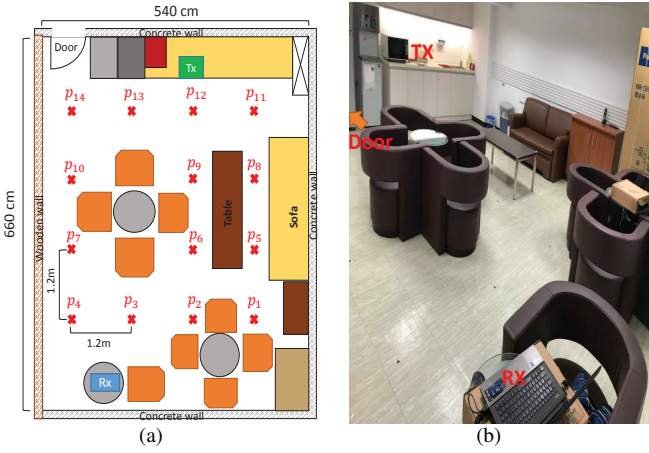 540 cm
Concrete wall
Door
Tx
TX
p14 p13 p12 p11
Door
p10 p9 p8
660 cm
Wooden wall
Table
Sofa
Concrete wall
p7 p6 p5
1.2m
p4 p3 p2 p1
1.2m
Rx
RX
Concrete wall
(a)
(b)